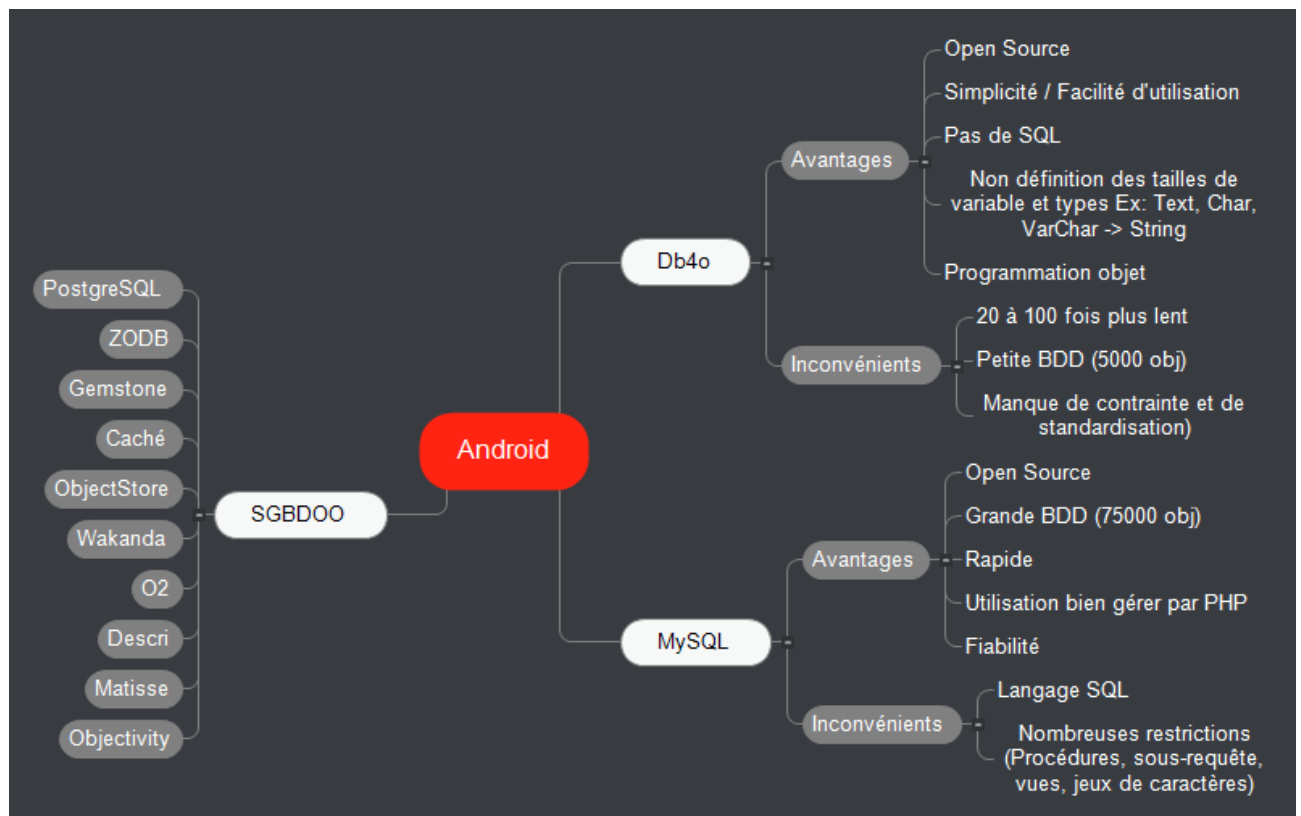 Android
Db4o
Avantages
Open Source
Simplicité / Facilité d'utilisation
Pas de SQL
Non définition des tailles de
variable et types Ex: Text, Char,
VarChar -> String
Programmation objet
Inconvénients
20 à 100 fois plus lent
Petite BDD (5000 obj)
Manque de contrainte et de
standardisation)
MySQL
Avantages
Open Source
Grande BDD (75000 obj)
Rapide
Utilisation bien gérer par PHP
Fiabilité
Inconvénients
Langage SQL
Nombreuses restrictions
(Procédures, sous-requête,
vues, jeux de caractères)
SGBDOO
PostgreSQL
ZODB
Gemstone
Caché
ObjectStore
Wakanda
O2
Descri
Matisse
Objectivity